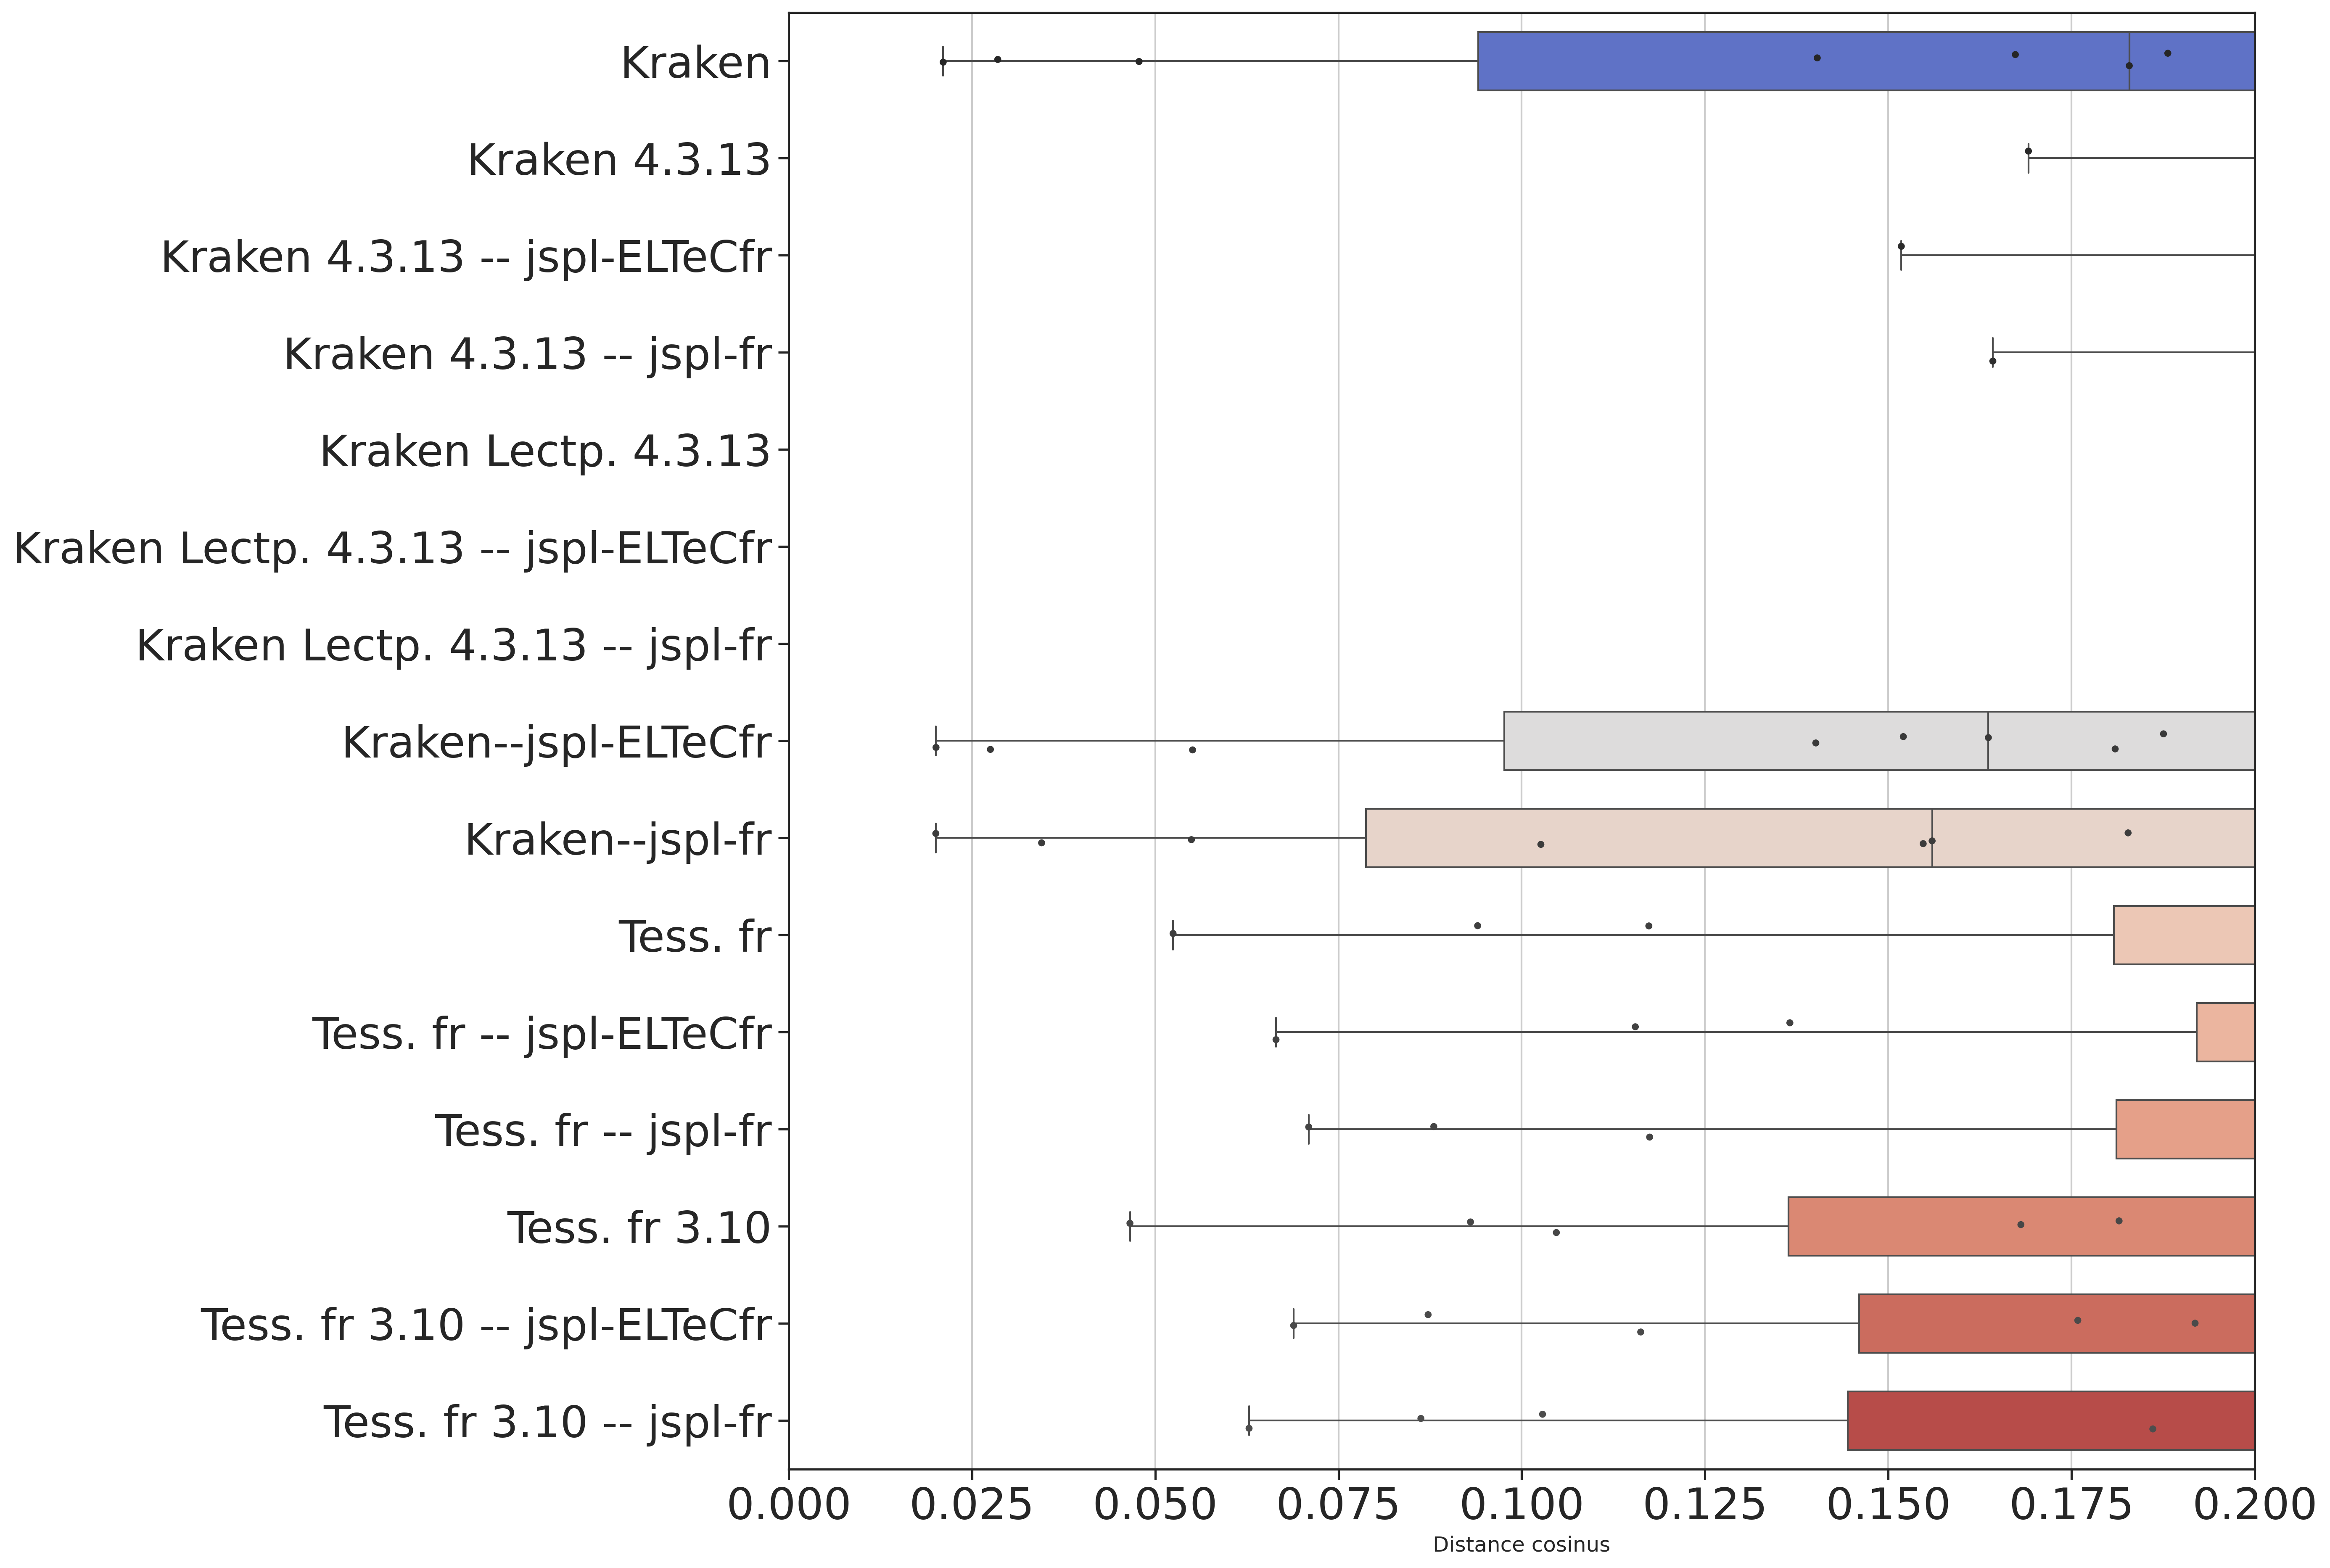 Kraken
Kraken 4.3.13
Kraken 4.3.13 -- jspl-ELTeCfr
Kraken 4.3.13 -- jspl-fr
Kraken Lectp. 4.3.13
Kraken Lectp. 4.3.13 -- jspl-ELTeCfr
Kraken Lectp. 4.3.13 -- jspl-fr
Kraken--jspl-ELTeCfr
Kraken--jspl-fr
Tess. fr
Tess. fr -- jspl-ELTeCfr
Tess. fr -- jspl-fr
Tess. fr 3.10
Tess. fr 3.10 -- jspl-ELTeCfr
Tess. fr 3.10 -- jspl-fr
0.000 0.025 0.050 0.075 0.100 0.125 0.150 0.175 0.200
Distance cosinus